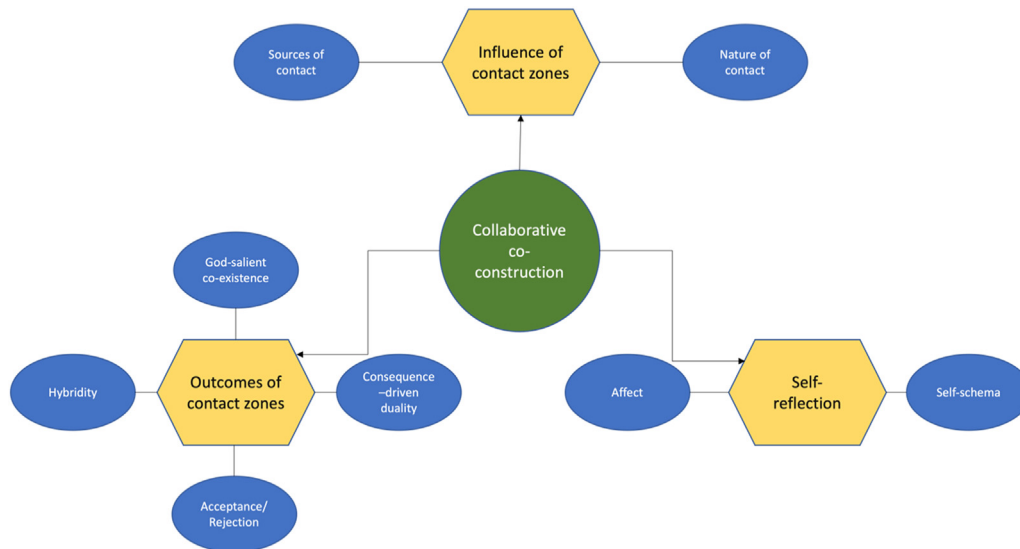 Influence of
contact zones
Sources of
contact
Nature of
contact
Collaborative
co-
construction
God-salient
co-existence
Hybridity
Outcomes of
contact zones
Consequence
–driven
duality
Acceptance/
Rejection
Affect
Self-
reflection
Self-schema